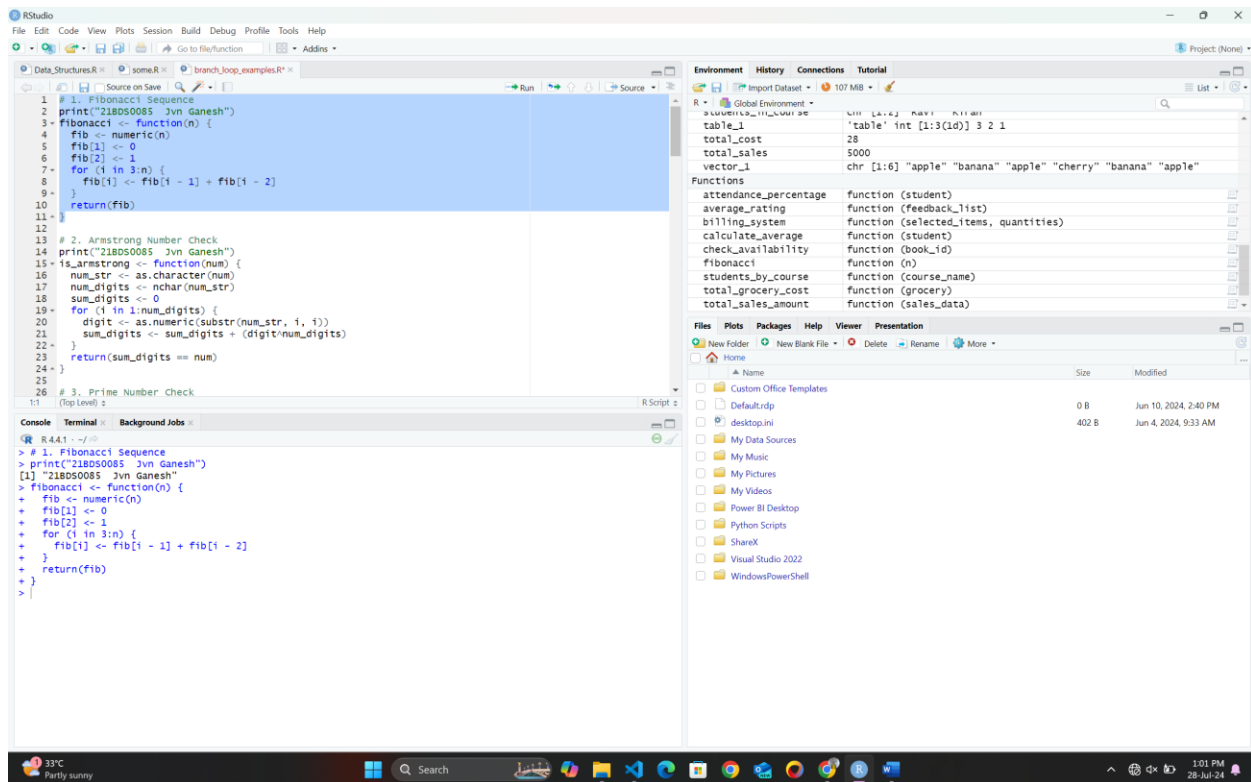 RStudio
File Edit Code View Plots Session Build Debug Profile Tools Help
Go to file/function Addins Project: (None)
Data_Structures.R some.R branch_loop_examples.R*
Source on Save Run Source
1 # 1. Fibonacci Sequence
2 print("21BDS0085  Jvn Ganesh")
3 fibonacci <- function(n) {
4   fib <- numeric(n)
5   fib[1] <- 0
6   fib[2] <- 1
7   for (i in 3:n) {
8     fib[i] <- fib[i - 1] + fib[i - 2]
9   }
10   return(fib)
11 }
12
13 # 2. Armstrong Number Check
14 print("21BDS0085  Jvn Ganesh")
15 is_armstrong <- function(num) {
16   num_str <- as.character(num)
17   num_digits <- nchar(num_str)
18   sum_digits <- 0
19   for (i in 1:num_digits) {
20     digit <- as.numeric(substr(num_str, i, i))
21     sum_digits <- sum_digits + (digit^num_digits)
22   }
23   return(sum_digits == num)
24 }
25
26 # 3. Prime Number Check
1:1 (Top Level) R Script
Console Terminal Background Jobs
R 4.4.1 · ~/
> # 1. Fibonacci Sequence
> print("21BDS0085  Jvn Ganesh")
[1] "21BDS0085  Jvn Ganesh"
> fibonacci <- function(n) {
+   fib <- numeric(n)
+   fib[1] <- 0
+   fib[2] <- 1
+   for (i in 3:n) {
+     fib[i] <- fib[i - 1] + fib[i - 2]
+   }
+   return(fib)
+ }
>
Environment History Connections Tutorial
Import Dataset 107 MiB List
R Global Environment
students_in_course chr [1:2] "Ravi" "Kiran"
table_1 'table' int [1:3(1d)] 3 2 1
total_cost 28
total_sales 5000
vector_1 chr [1:6] "apple" "banana" "apple" "cherry" "banana" "apple"
Functions
attendance_percentage function (student)
average_rating function (feedback_list)
billing_system function (selected_items, quantities)
calculate_average function (student)
check_availability function (book_id)
fibonacci function (n)
students_by_course function (course_name)
total_grocery_cost function (grocery)
total_sales_amount function (sales_data)
Files Plots Packages Help Viewer Presentation
New Folder New Blank File Delete Rename More
Home
Name Size Modified
Custom Office Templates
Default.rdp 0 B Jun 10, 2024, 2:40 PM
desktop.ini 402 B Jun 4, 2024, 9:33 AM
My Data Sources
My Music
My Pictures
My Videos
Power BI Desktop
Python Scripts
ShareX
Visual Studio 2022
WindowsPowerShell
1
33°C
Partly sunny
Search
1:01 PM
28-Jul-24